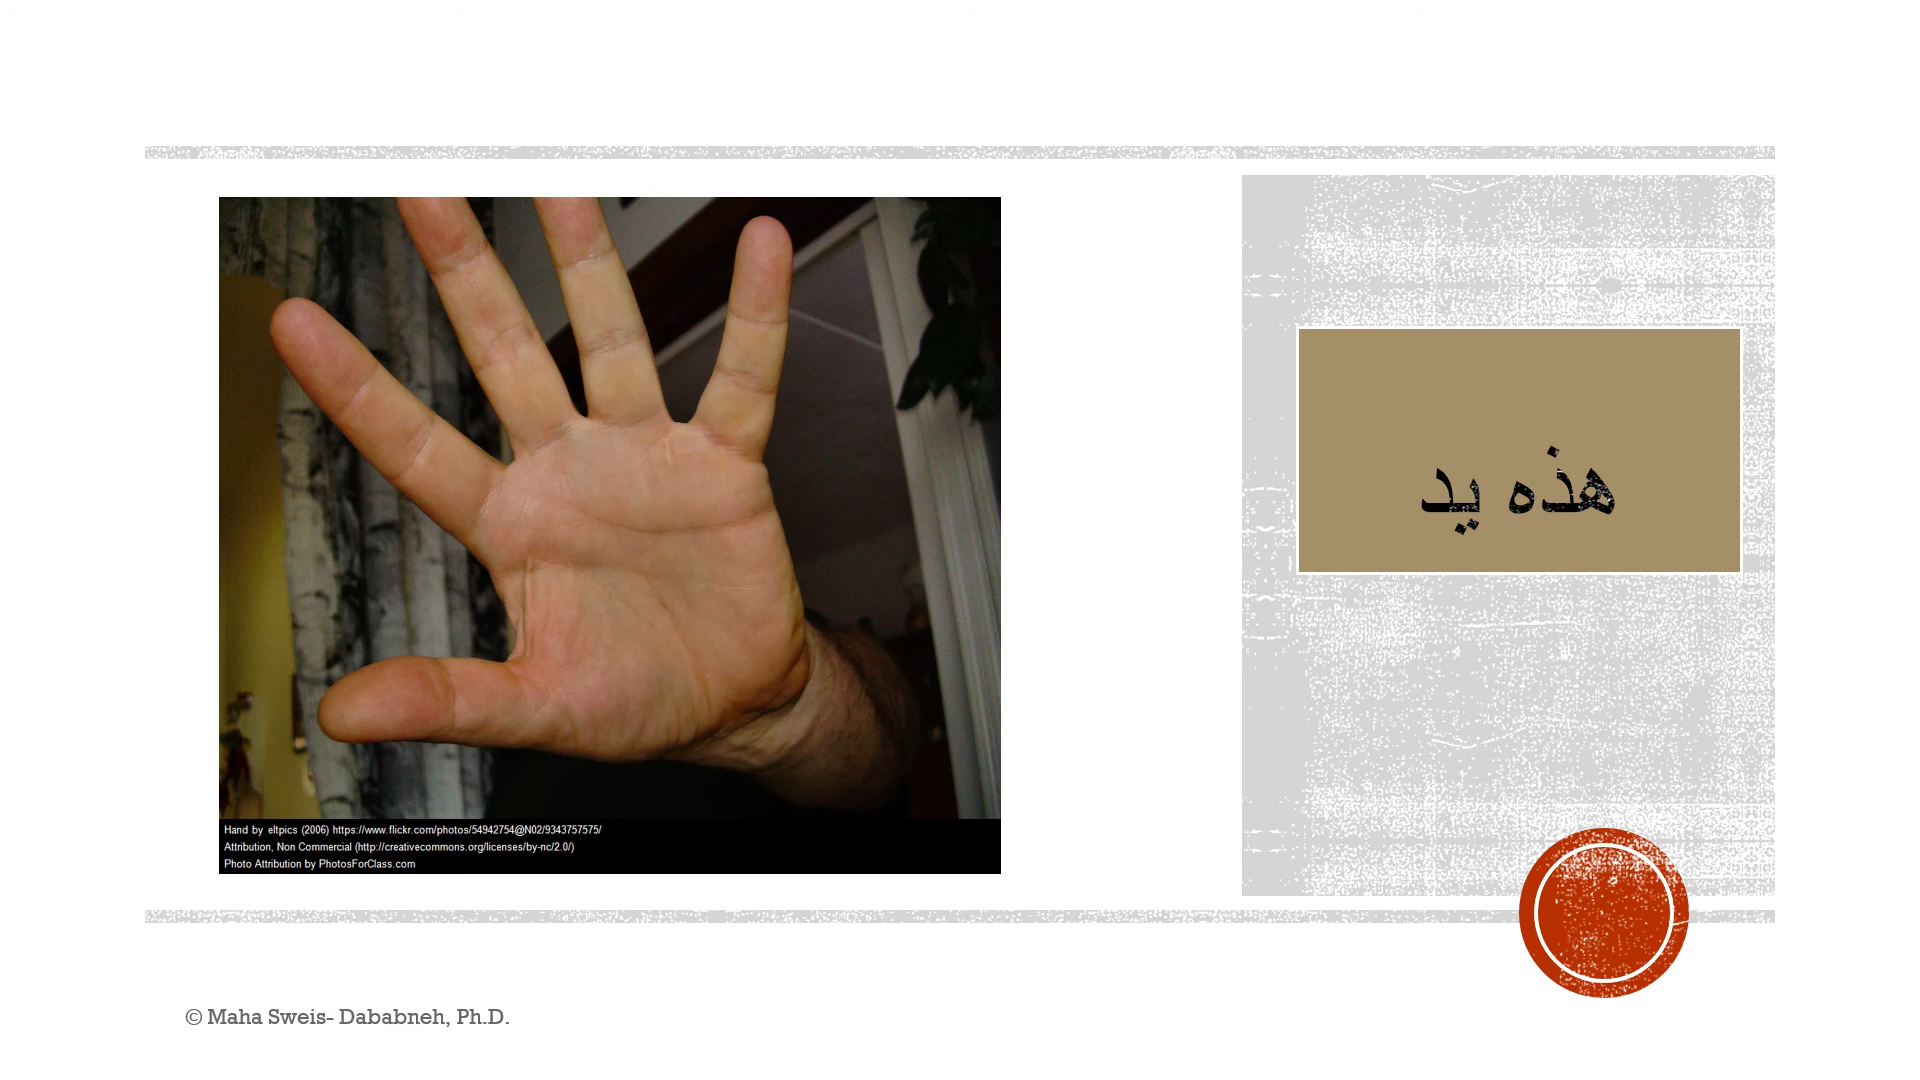 هذه يد
Hand by eltpics (2006) https://www.flickr.com/photos/54942754@N02/9343757575/
Attribution, Non Commercial (http://creativecommons.org/licenses/by-nc/2.0/)
Photo Attribution by PhotosForClass.com
© Maha Sweis- Dababneh, Ph.D.